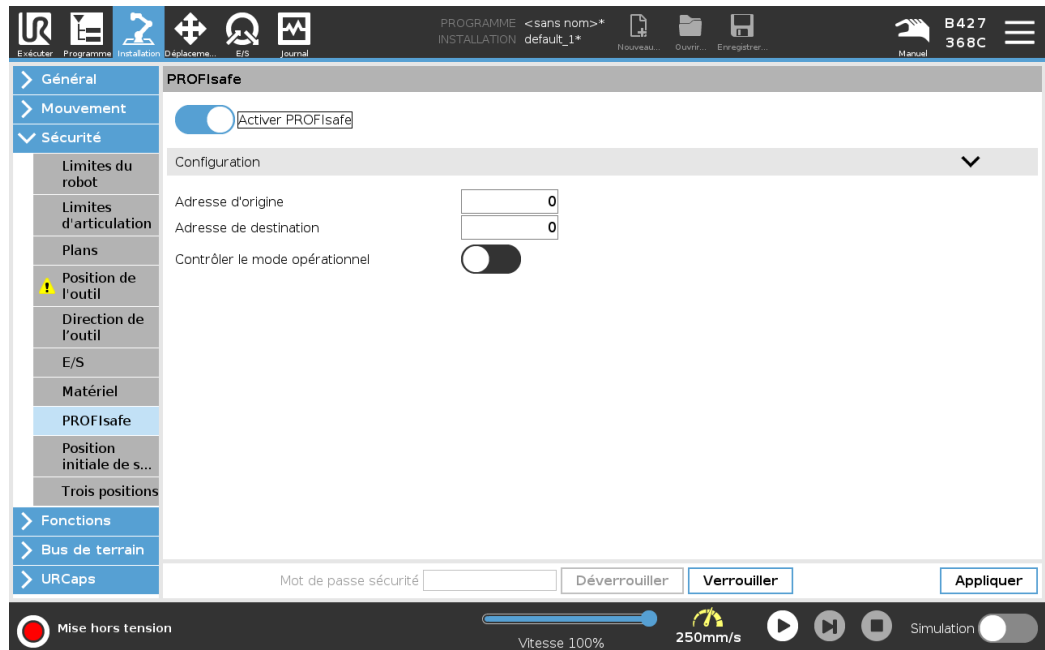 PROGRAMME <sans nom>*
INSTALLATION default_1*
B427
368C
Exécuter
Programme
Installation
Déplaceme...
E/S
Journal
Nouveau...
Ouvrir...
Enregistrer...
Manuel
Général
Mouvement
Sécurité
Limites du
robot
Limites
d'articulation
Plans
Position de
l'outil
Direction de
l’outil
E/S
Matériel
PROFIsafe
Position
initiale de s...
Trois positions
Fonctions
Bus de terrain
URCaps
PROFIsafe
Activer PROFIsafe
Configuration
Adresse d'origine 0
Adresse de destination 0
Contrôler le mode opérationnel
Mot de passe sécurité Déverrouiller Verrouiller Appliquer
Mise hors tension
Vitesse 100%
250mm/s
Simulation